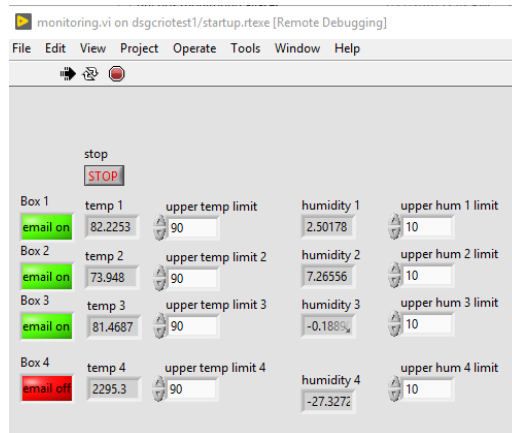 monitoring.vi on dsgcriotest1/startup.rtexe [Remote Debugging]
File Edit View Project Operate Tools Window Help
stop
STOP
Box 1 temp 1 upper temp limit humidity 1 upper hum 1 limit
email on 82.2253 90 2.50178 10
Box 2 temp 2 upper temp limit 2 humidity 2 upper hum 2 limit
email on 73.948 90 7.26556 10
Box 3 temp 3 upper temp limit 3 humidity 3 upper hum 3 limit
email on 81.4687 90 -0.1889 10
Box 4 temp 4 upper temp limit 4 humidity 4 upper hum 4 limit
email off 2295.3 90 -27.3272 10